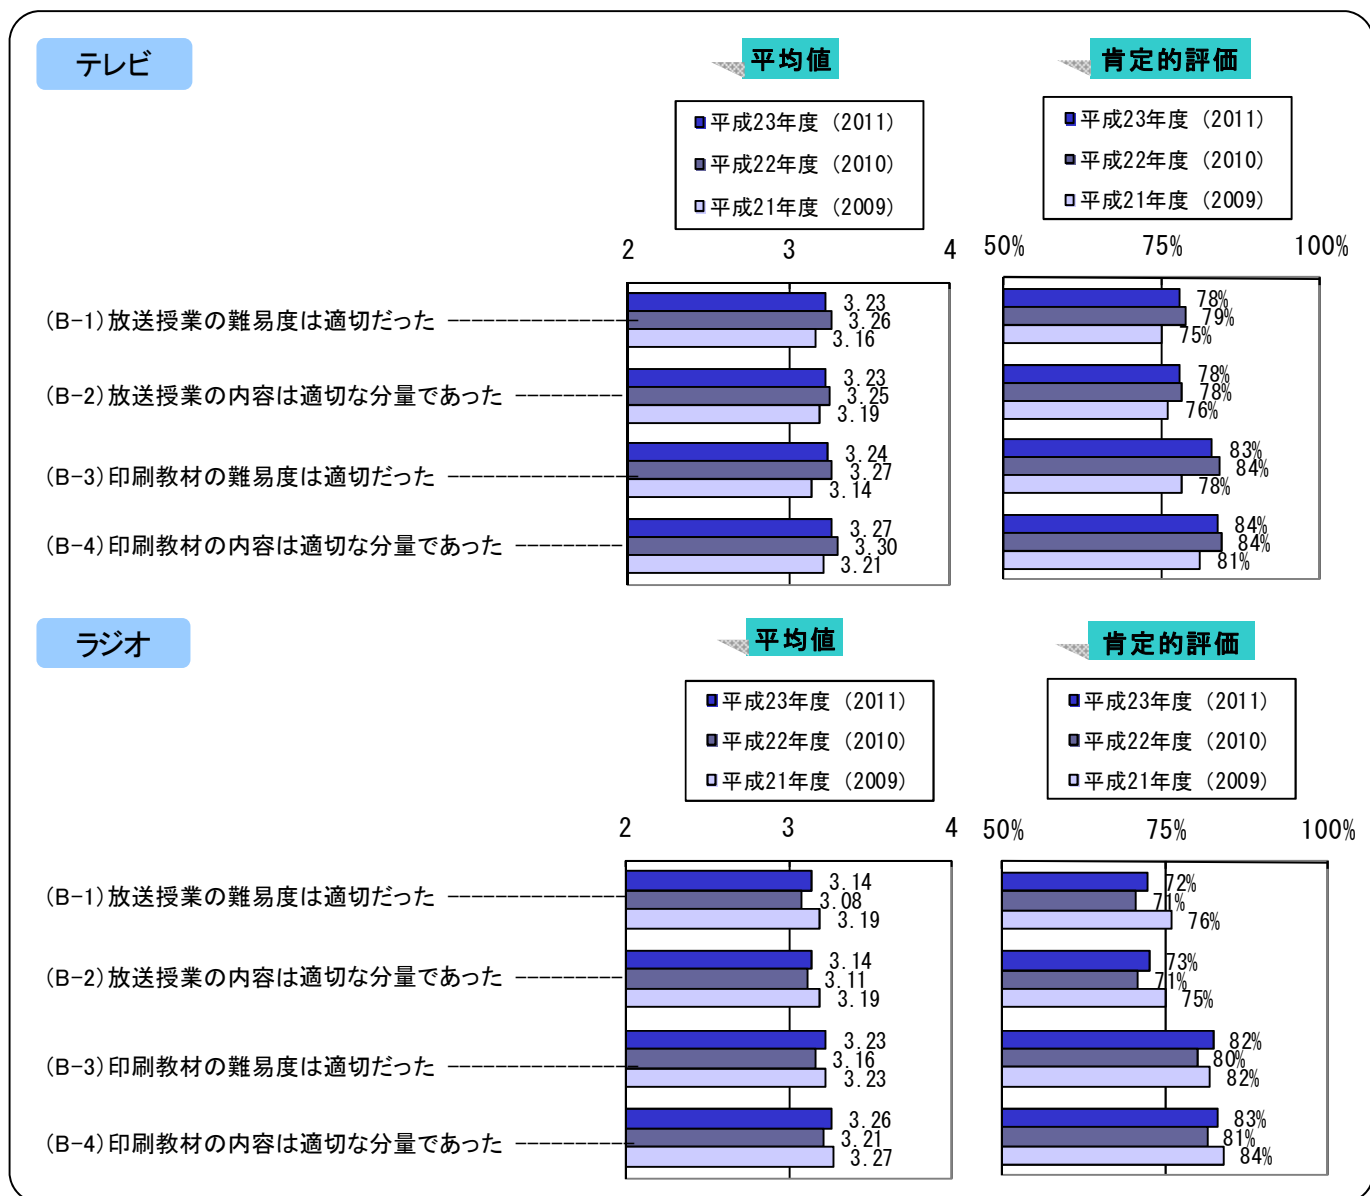 テレビ
平均値
肯定的評価
平成23年度（2011）
平成22年度（2010）
平成21年度（2009）
平成23年度（2011）
平成22年度（2010）
平成21年度（2009）
2 3 4
50% 75% 100%
(B-1)放送授業の難易度は適切だった
3.23
3.26
3.16
78%
79%
75%
(B-2)放送授業の内容は適切な分量であった
3.23
3.25
3.19
78%
78%
76%
(B-3)印刷教材の難易度は適切だった
3.24
3.27
3.14
83%
84%
78%
(B-4)印刷教材の内容は適切な分量であった
3.27
3.30
3.21
84%
84%
81%
ラジオ
平均値
肯定的評価
平成23年度（2011）
平成22年度（2010）
平成21年度（2009）
平成23年度（2011）
平成22年度（2010）
平成21年度（2009）
2 3 4
50% 75% 100%
(B-1)放送授業の難易度は適切だった
3.14
3.08
3.19
72%
71%
76%
(B-2)放送授業の内容は適切な分量であった
3.14
3.11
3.19
73%
71%
75%
(B-3)印刷教材の難易度は適切だった
3.23
3.16
3.23
82%
80%
82%
(B-4)印刷教材の内容は適切な分量であった
3.26
3.21
3.27
83%
81%
84%